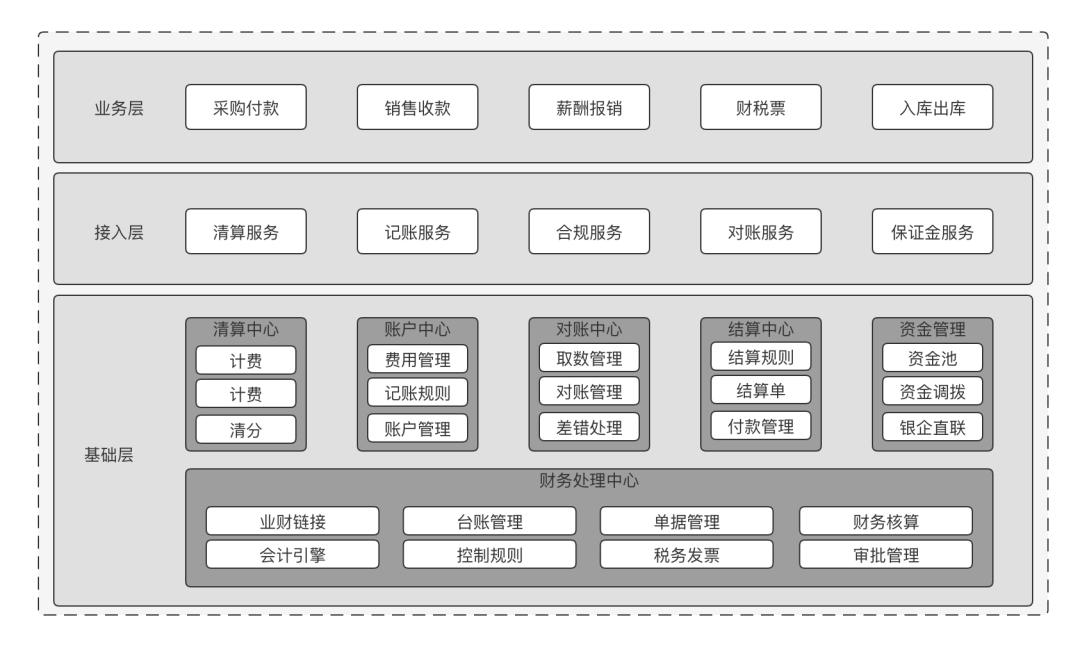 业务层 采购付款 销售收款 薪酬报销 财税票 入库出库
接入层 清算服务 记账服务 合规服务 对账服务 保证金服务
基础层
清算中心
计费
计费
清分
账户中心
费用管理
记账规则
账户管理
对账中心
取数管理
对账管理
差错处理
结算中心
结算规则
结算单
付款管理
资金管理
资金池
资金调拨
银企直联
财务处理中心
业财链接 台账管理 单据管理 财务核算
会计引擎 控制规则 税务发票 审批管理